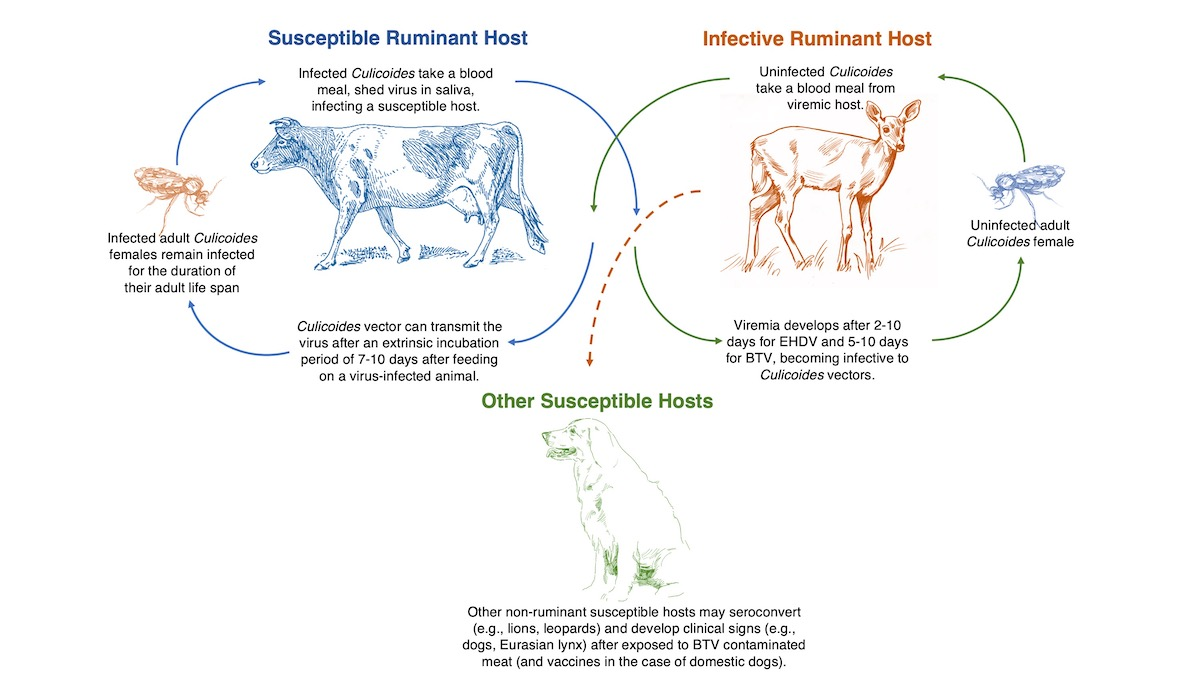 Susceptible Ruminant Host
Infected Culicoides take a blood
meal, shed virus in saliva,
infecting a susceptible host.
Infective Ruminant Host
Uninfected Culicoides
take a blood meal from
viremic host.
Infected adult Culicoides
females remain infected
for the duration of
their adult life span
Uninfected adult
Culicoides female
Culicoides vector can transmit the
virus after an extrinsic incubation
period of 7-10 days after feeding
on a virus-infected animal.
Viremia develops after 2-10
days for EHDV and 5-10 days
for BTV, becoming infective to
Culicoides vectors.
Other Susceptible Hosts
Other non-ruminant susceptible hosts may seroconvert
(e.g., lions, leopards) and develop clinical signs (e.g.,
dogs, Eurasian lynx) after exposed to BTV contaminated
meat (and vaccines in the case of domestic dogs).